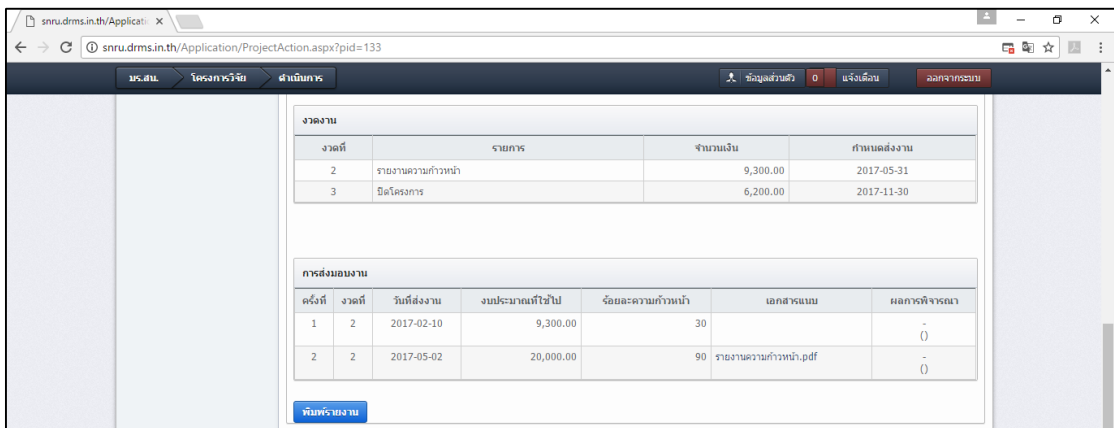 snru.drms.in.th/Applicati
snru.drms.in.th/Application/ProjectAction.aspx?pid=133
มร.สน. โครงการวิจัย ดำเนินการ ข้อมูลส่วนตัว 0 แจ้งเตือน ออกจากระบบ
งวดงาน
งวดที่ รายการ จำนวนเงิน กำหนดส่งงาน
2 รายงานความก้าวหน้า 9,300.00 2017-05-31
3 ปิดโครงการ 6,200.00 2017-11-30
การส่งมอบงาน
ครั้งที่ งวดที่ วันที่ส่งงาน งบประมาณที่ใช้ไป ร้อยละความก้าวหน้า เอกสารแนบ ผลการพิจารณา
1 2 2017-02-10 9,300.00 30 -
()
2 2 2017-05-02 20,000.00 90 รายงานความก้าวหน้า.pdf -
()
พิมพ์รายงาน